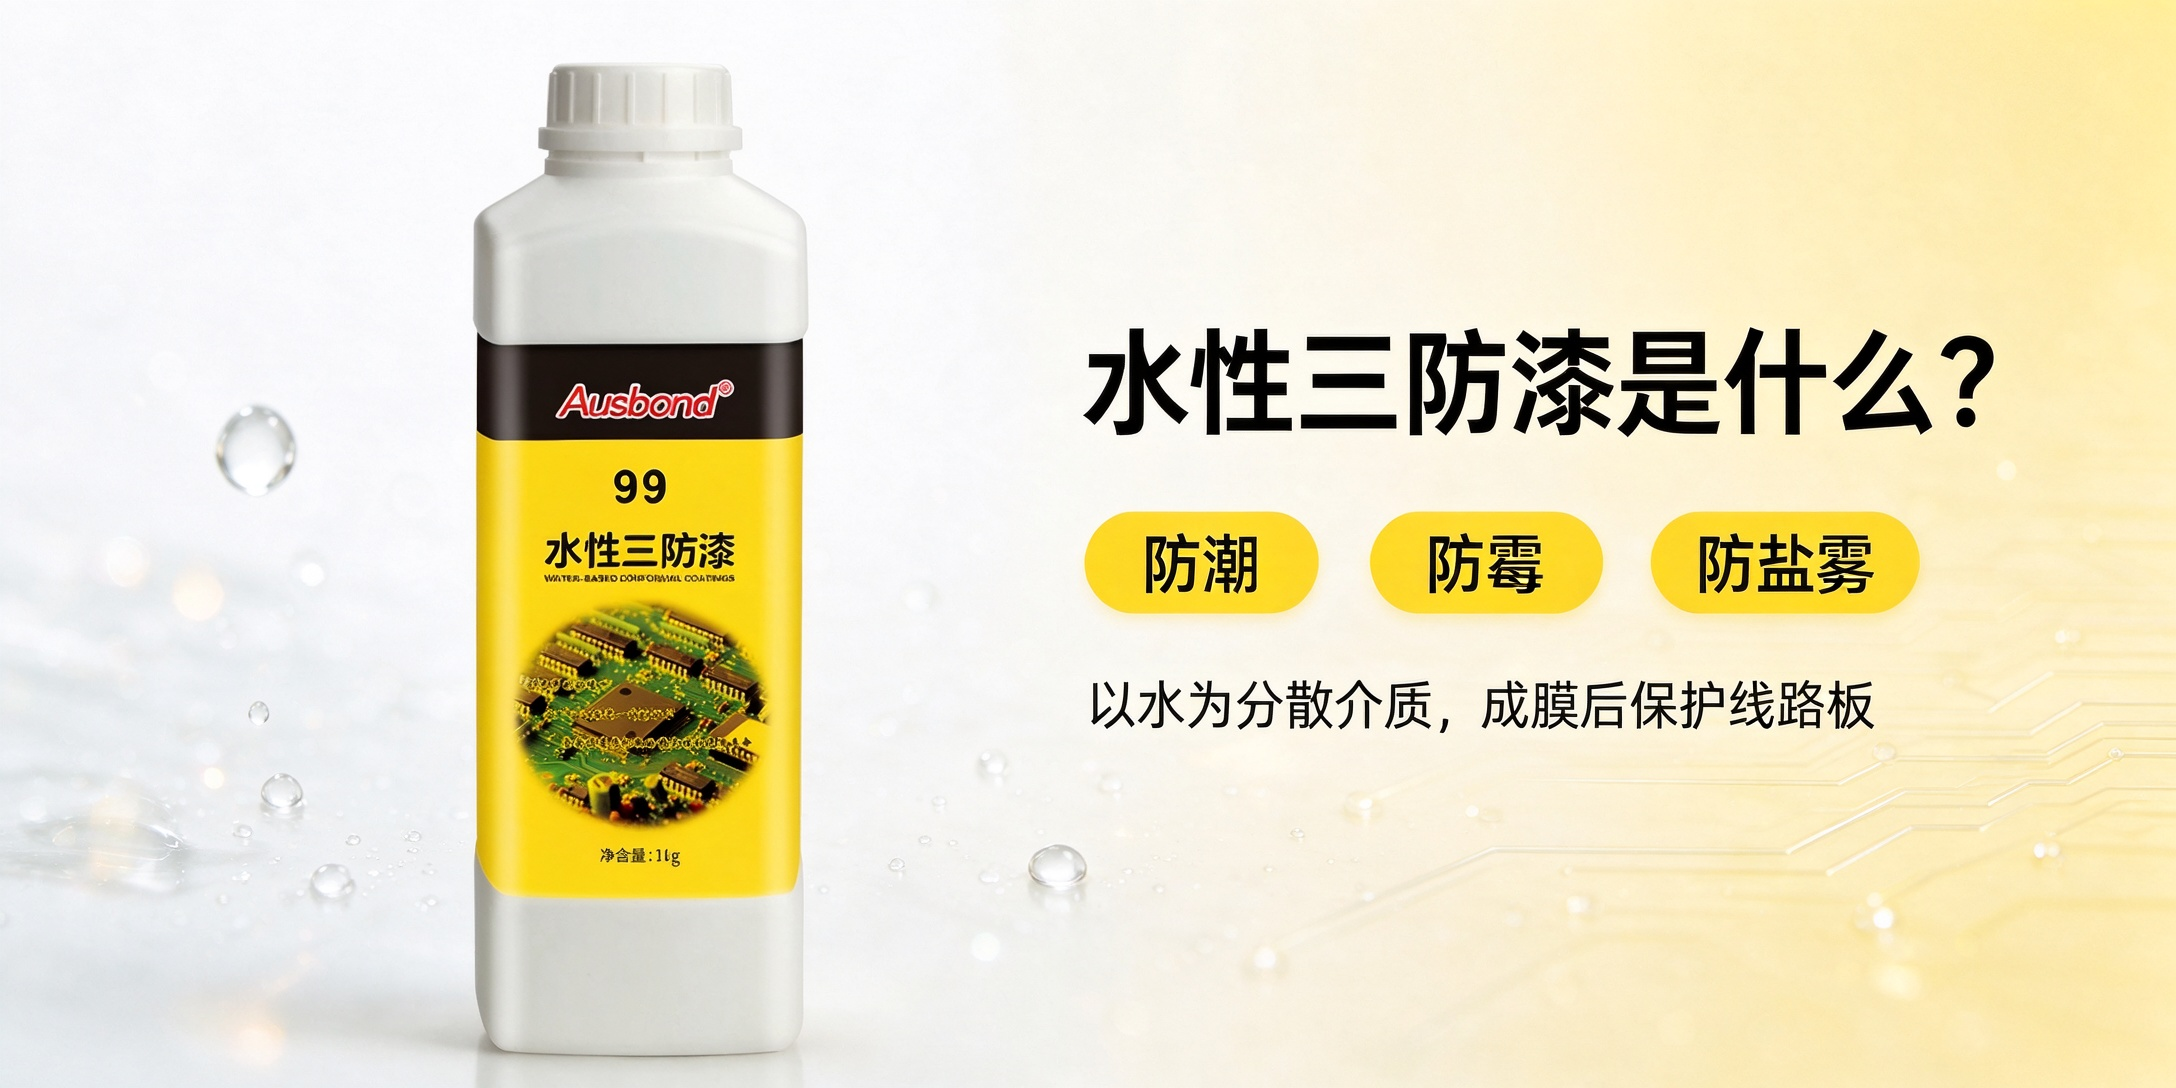 Ausbond®
99
水性三防漆
WATER-BASED CONFORMAL COATINGS
净含量:1kg
水性三防漆是什么?
防潮 防霉 防盐雾
以水为分散介质，成膜后保护线路板